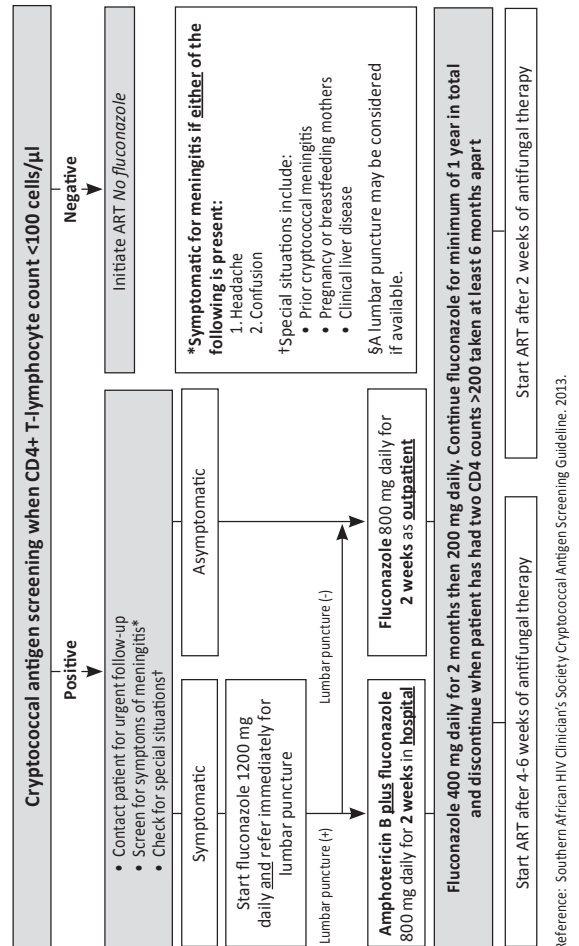 Cryptococcal antigen screening when CD4+ T-lymphocyte count <100 cells/µl
Positive
Negative
• Contact patient for urgent follow-up
• Screen for symptoms of meningitis*
• Check for special situations†
Initiate ART No fluconazole
Symptomatic
Asymptomatic
Start fluconazole 1200 mg
daily and refer immediately for
lumbar puncture
*Symptomatic for meningitis if either of the
following is present:
1. Headache
2. Confusion
†Special situations include:
• Prior cryptococcal meningitis
• Pregnancy or breastfeeding mothers
• Clinical liver disease
§A lumbar puncture may be considered
if available.
Lumbar puncture (+)
Lumbar puncture (-)
Amphotericin B plus fluconazole
800 mg daily for 2 weeks in hospital
Fluconazole 800 mg daily for
2 weeks as outpatient
Fluconazole 400 mg daily for 2 months then 200 mg daily. Continue fluconazole for minimum of 1 year in total
and discontinue when patient has had two CD4 counts >200 taken at least 6 months apart
Start ART after 4-6 weeks of antifungal therapy
Start ART after 2 weeks of antifungal therapy
Reference: Southern African HIV Clinician's Society Cryptococcal Antigen Screening Guideline. 2013.